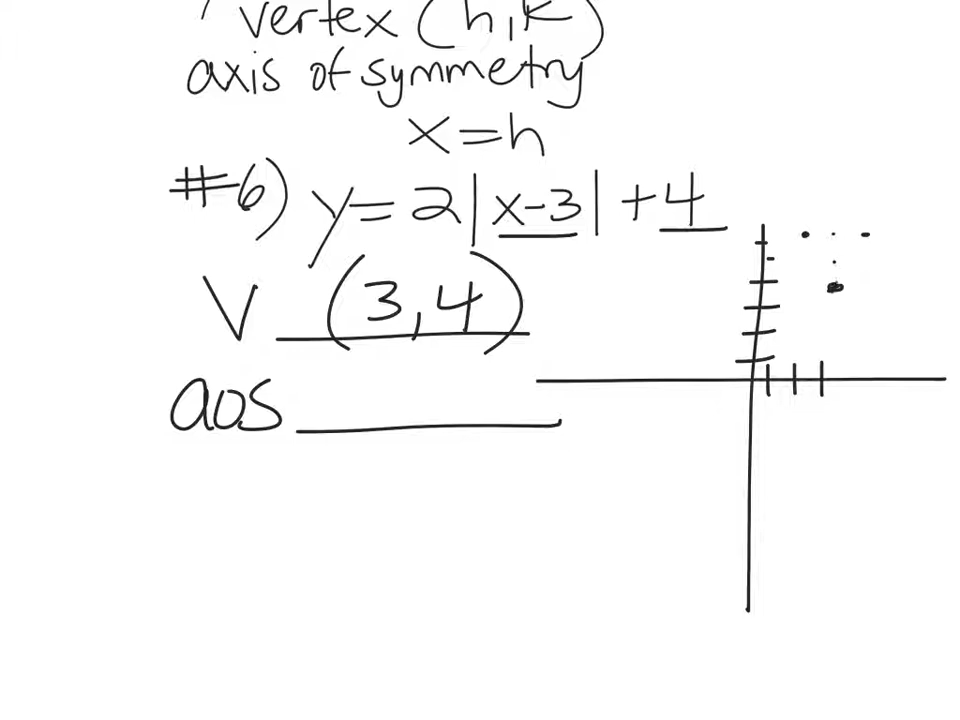 vertex (h,k)
axis of symmetry
x=h
#6) y= 2|x-3| +4
V (3,4)
aos